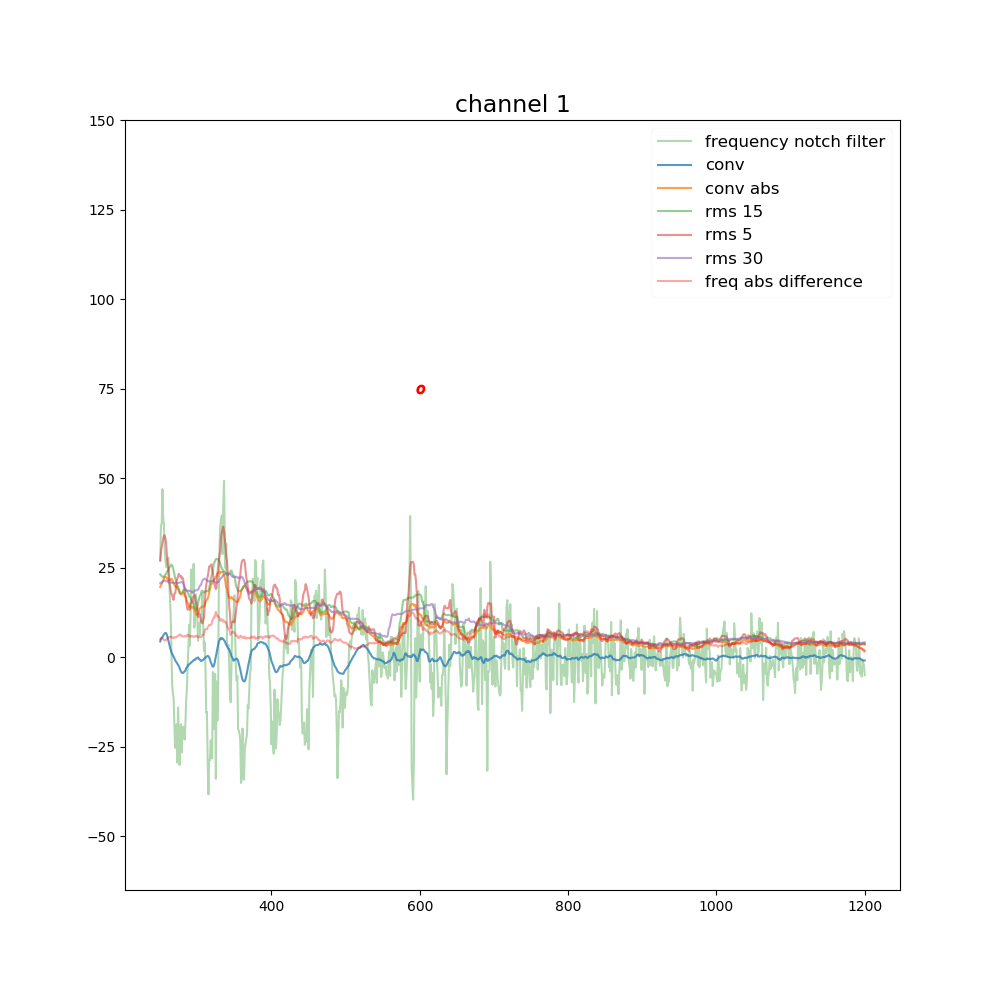 channel 1
150
125
100
75
50
25
0
−25
−50
400 600 800 1000 1200
frequency notch filter
conv
conv abs
rms 15
rms 5
rms 30
freq abs difference
o